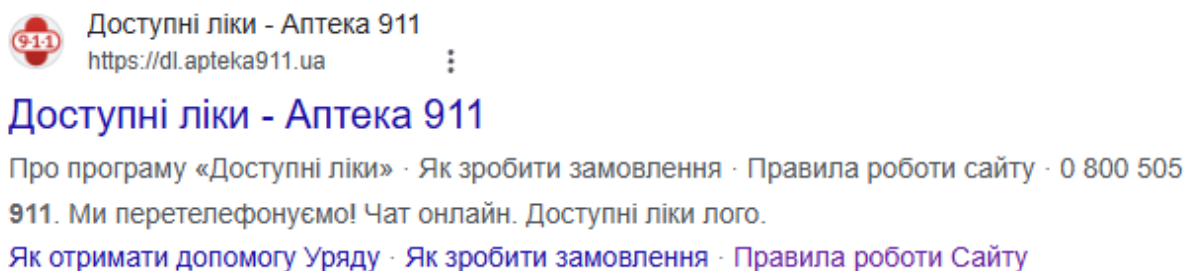 9-1-1
Доступні ліки - Аптека 911
https://dl.apteka911.ua
Доступні ліки - Аптека 911
Про програму «Доступні ліки» · Як зробити замовлення · Правила роботи сайту · 0 800 505
911. Ми перетелефонуємо! Чат онлайн. Доступні ліки лого.
Як отримати допомогу Уряду · Як зробити замовлення · Правила роботи Сайту